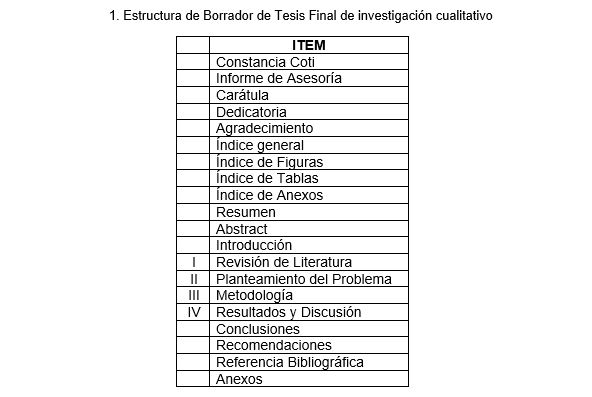 1. Estructura de Borrador de Tesis Final de investigación cualitativo
ITEM
Constancia Coti
Informe de Asesoría
Carátula
Dedicatoria
Agradecimiento
Índice general
Índice de Figuras
Índice de Tablas
Índice de Anexos
Resumen
Abstract
Introducción
I Revisión de Literatura
II Planteamiento del Problema
III Metodología
IV Resultados y Discusión
Conclusiones
Recomendaciones
Referencia Bibliográfica
Anexos